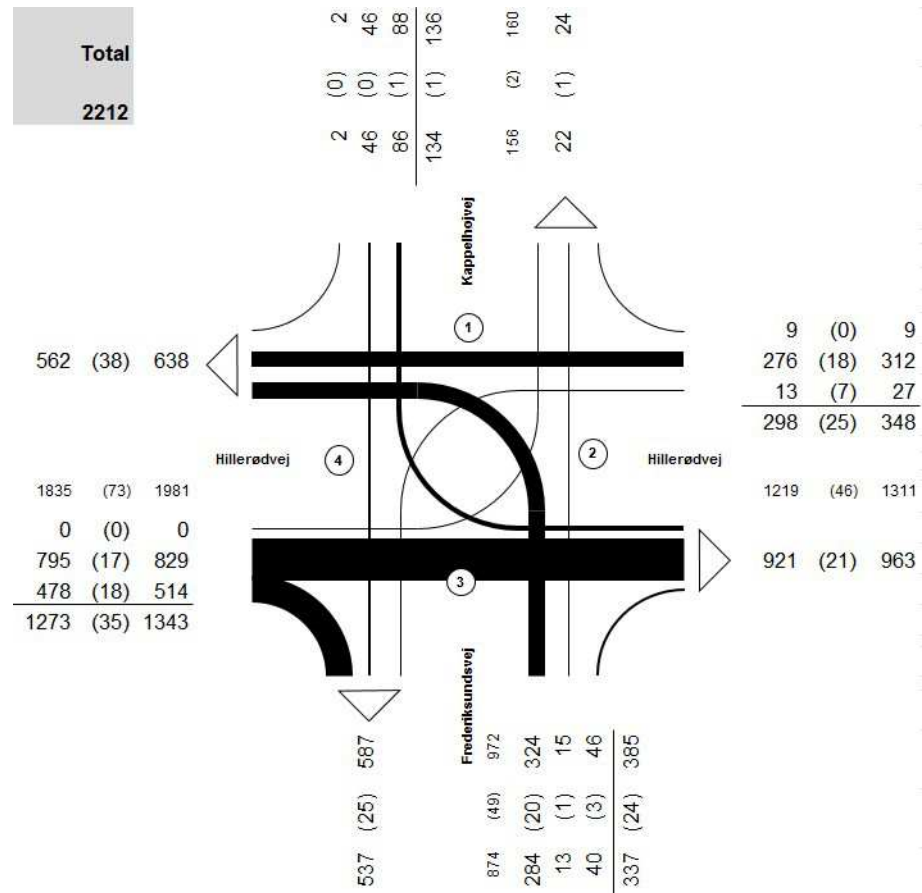 Total
2212
2 46 88 136 160 24
(0) (0) (1) (1) (2) (1)
2 46 86 134 156 22
Kappelhojvej
1
9 (0) 9
562 (38) 638
276 (18) 312
13 (7) 27
298 (25) 348
Hillerødvej
4
2
Hillerødvej
1835 (73) 1981
1219 (46) 1311
0 (0) 0
795 (17) 829
921 (21) 963
478 (18) 514
3
1273 (35) 1343
Frederiksundsvej
587 972 324 15 46 385
(25) (49) (20) (1) (3) (24)
537 874 284 13 40 337